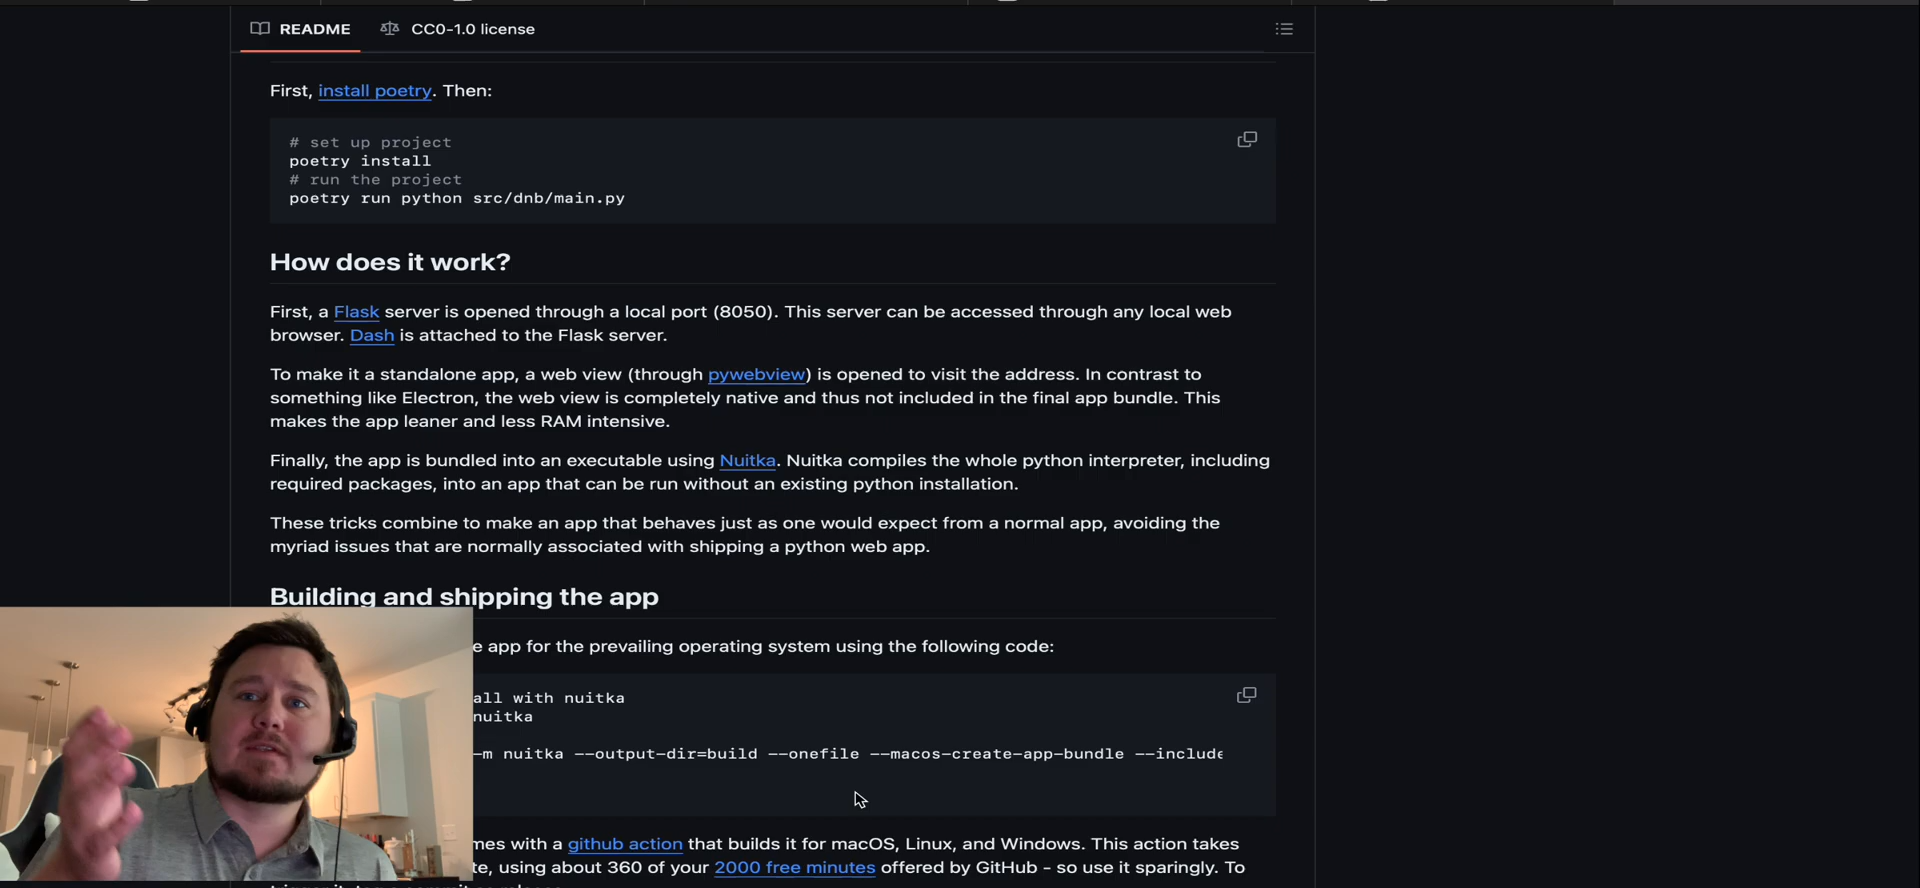 README CC0-1.0 license
First, install poetry. Then:
# set up project
poetry install
# run the project
poetry run python src/dnb/main.py
How does it work?
First, a Flask server is opened through a local port (8050). This server can be accessed through any local web
browser. Dash is attached to the Flask server.
To make it a standalone app, a web view (through pywebview) is opened to visit the address. In contrast to
something like Electron, the web view is completely native and thus not included in the final app bundle. This
makes the app leaner and less RAM intensive.
Finally, the app is bundled into an executable using Nuitka. Nuitka compiles the whole python interpreter, including
required packages, into an app that can be run without an existing python installation.
These tricks combine to make an app that behaves just as one would expect from a normal app, avoiding the
myriad issues that are normally associated with shipping a python web app.
Building and shipping the app
e app for the prevailing operating system using the following code:
all with nuitka
nuitka
-m nuitka --output-dir=build --onefile --macos-create-app-bundle --include
mes with a github action that builds it for macOS, Linux, and Windows. This action takes
te, using about 360 of your 2000 free minutes offered by GitHub - so use it sparingly. To